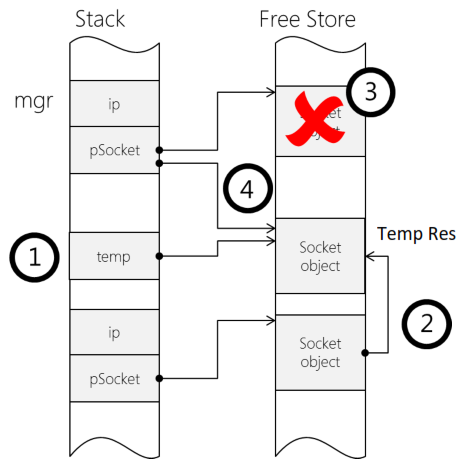 Stack
Free Store
mgr
ip
pSocket
3
4
1
temp
Socket
object
Temp Res
ip
pSocket
Socket
object
2